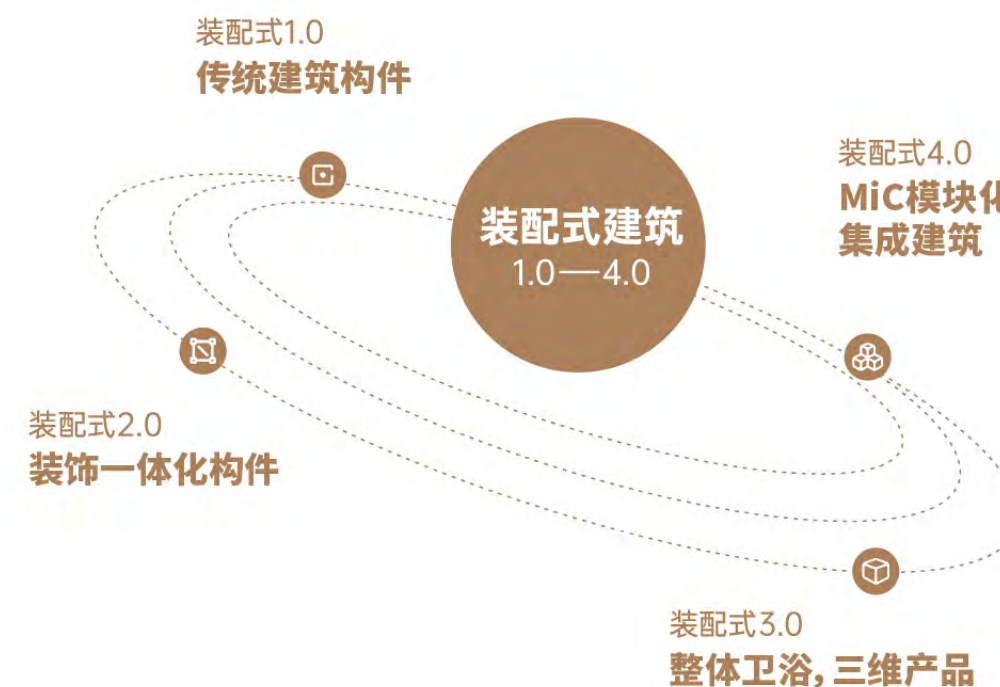 装配式1.0
传统建筑构件
装配式建筑
1.0—4.0
装配式4.0
MiC模块化
集成建筑
装配式2.0
装饰一体化构件
装配式3.0
整体卫浴,三维产品